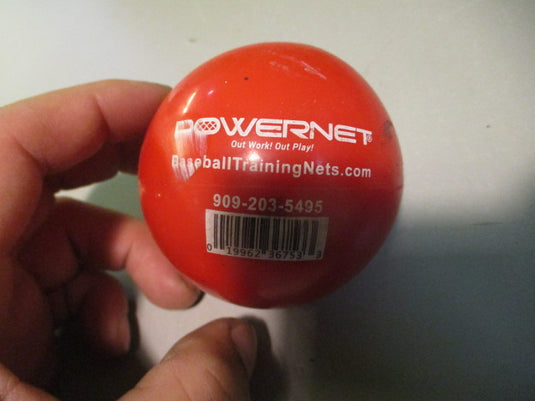 POWERNET®
Out Work! Out Play!
BaseballTrainingNets.com
909-203-5495
0 19962 36753 3